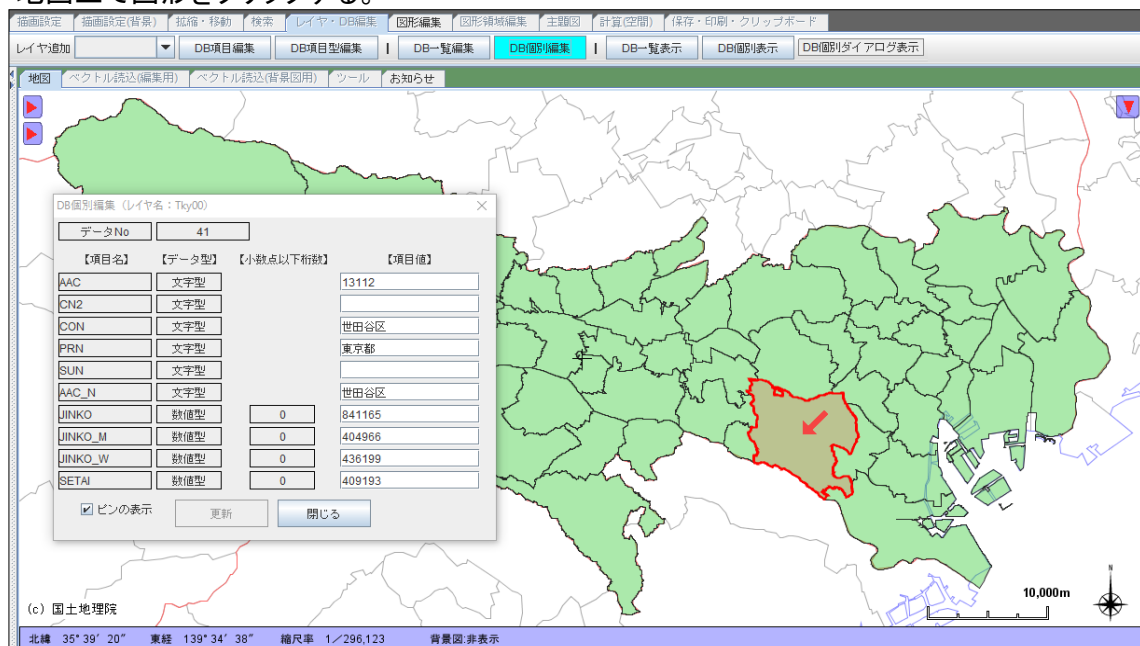 地図上で図形をクリックする。
描画設定 描画設定(背景) 拡縮・移動 検索 レイヤ・DB編集 図形編集 図形領域編集 主題図 計算(空間) 保存・印刷・クリップボード
レイヤ追加 DB項目編集 DB項目型編集 | DB一覧編集 DB個別編集 | DB一覧表示 DB個別表示 DB個別ダイアログ表示
地図 ベクトル読込(編集用) ベクトル読込(背景図用) ツール お知らせ
DB個別編集（レイヤ名：Tky00）
データNo 41
【項目名】 【データ型】 【小数点以下桁数】 【項目値】
AAC 文字型 13112
CN2 文字型
CON 文字型 世田谷区
PRN 文字型 東京都
SUN 文字型
AAC_N 文字型 世田谷区
JINKO 数値型 0 841165
JINKO_M 数値型 0 404966
JINKO_W 数値型 0 436199
SETAI 数値型 0 409193
ピンの表示 更新 閉じる
N
10,000m
(c) 国土地理院
北緯 35°39′20″ 東経 139°34′38″ 縮尺率 1／296,123 背景図:非表示